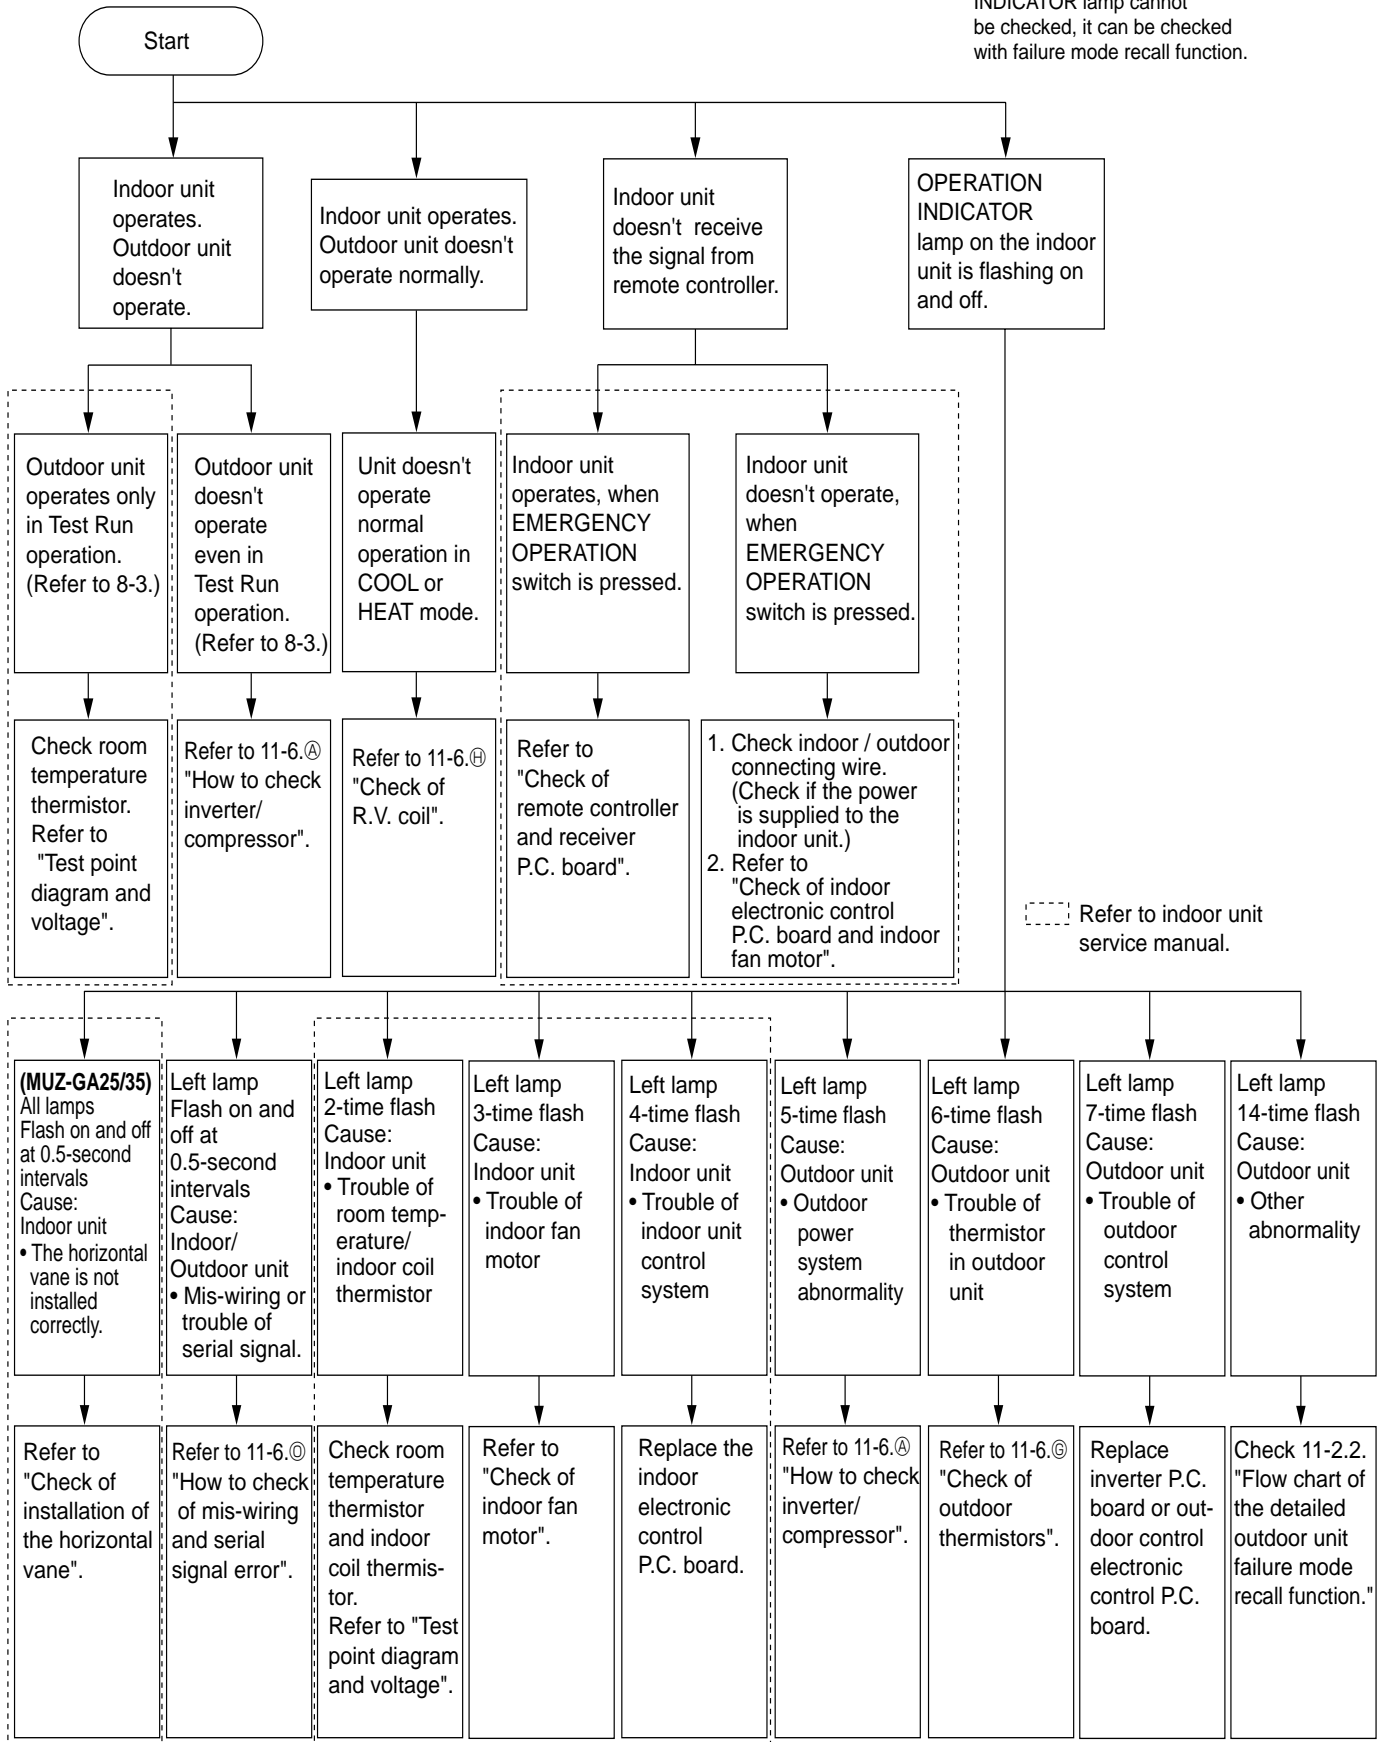 INDICATOR lamp cannot
be checked, it can be checked
with failure mode recall function.
Start
Indoor unit
operates.
Outdoor unit
doesn't
operate.
Indoor unit operates.
Outdoor unit doesn't
operate normally.
Indoor unit
doesn't receive
the signal from
remote controller.
OPERATION
INDICATOR
lamp on the indoor
unit is flashing on
and off.
Outdoor unit
operates only
in Test Run
operation.
(Refer to 8-3.)
Outdoor unit
doesn't
operate
even in
Test Run
operation.
(Refer to 8-3.)
Unit doesn't
operate
normal
operation in
COOL or
HEAT mode.
Indoor unit
operates, when
EMERGENCY
OPERATION
switch is pressed.
Indoor unit
doesn't operate,
when
EMERGENCY
OPERATION
switch is pressed.
Check room
temperature
thermistor.
Refer to
"Test point
diagram and
voltage".
Refer to 11-6.Ⓐ
"How to check
inverter/
compressor".
Refer to 11-6.Ⓗ
"Check of
R.V. coil".
Refer to
"Check of
remote controller
and receiver
P.C. board".
1. Check indoor / outdoor
connecting wire.
(Check if the power
is supplied to the
indoor unit.)
2. Refer to
"Check of indoor
electronic control
P.C. board and indoor
fan motor".
Refer to indoor unit
service manual.
(MUZ-GA25/35)
All lamps
Flash on and off
at 0.5-second
intervals
Cause:
Indoor unit
• The horizontal
vane is not
installed
correctly.
Left lamp
Flash on and
off at
0.5-second
intervals
Cause:
Indoor/
Outdoor unit
• Mis-wiring or
trouble of
serial signal.
Left lamp
2-time flash
Cause:
Indoor unit
• Trouble of
room temp-
erature/
indoor coil
thermistor
Left lamp
3-time flash
Cause:
Indoor unit
• Trouble of
indoor fan
motor
Left lamp
4-time flash
Cause:
Indoor unit
• Trouble of
indoor unit
control
system
Left lamp
5-time flash
Cause:
Outdoor unit
• Outdoor
power
system
abnormality
Left lamp
6-time flash
Cause:
Outdoor unit
• Trouble of
thermistor
in outdoor
unit
Left lamp
7-time flash
Cause:
Outdoor unit
• Trouble of
outdoor
control
system
Left lamp
14-time flash
Cause:
Outdoor unit
• Other
abnormality
Refer to
"Check of
installation of
the horizontal
vane".
Refer to 11-6.Ⓞ
"How to check
of mis-wiring
and serial
signal error".
Check room
temperature
thermistor
and indoor
coil thermis-
tor.
Refer to "Test
point diagram
and voltage".
Refer to
"Check of
indoor fan
motor".
Replace the
indoor
electronic
control
P.C. board.
Refer to 11-6.Ⓐ
"How to check
inverter/
compressor".
Refer to 11-6.Ⓖ
"Check of
outdoor
thermistors".
Replace
inverter P.C.
board or out-
door control
electronic
control P.C.
board.
Check 11-2.2.
"Flow chart of
the detailed
outdoor unit
failure mode
recall function."